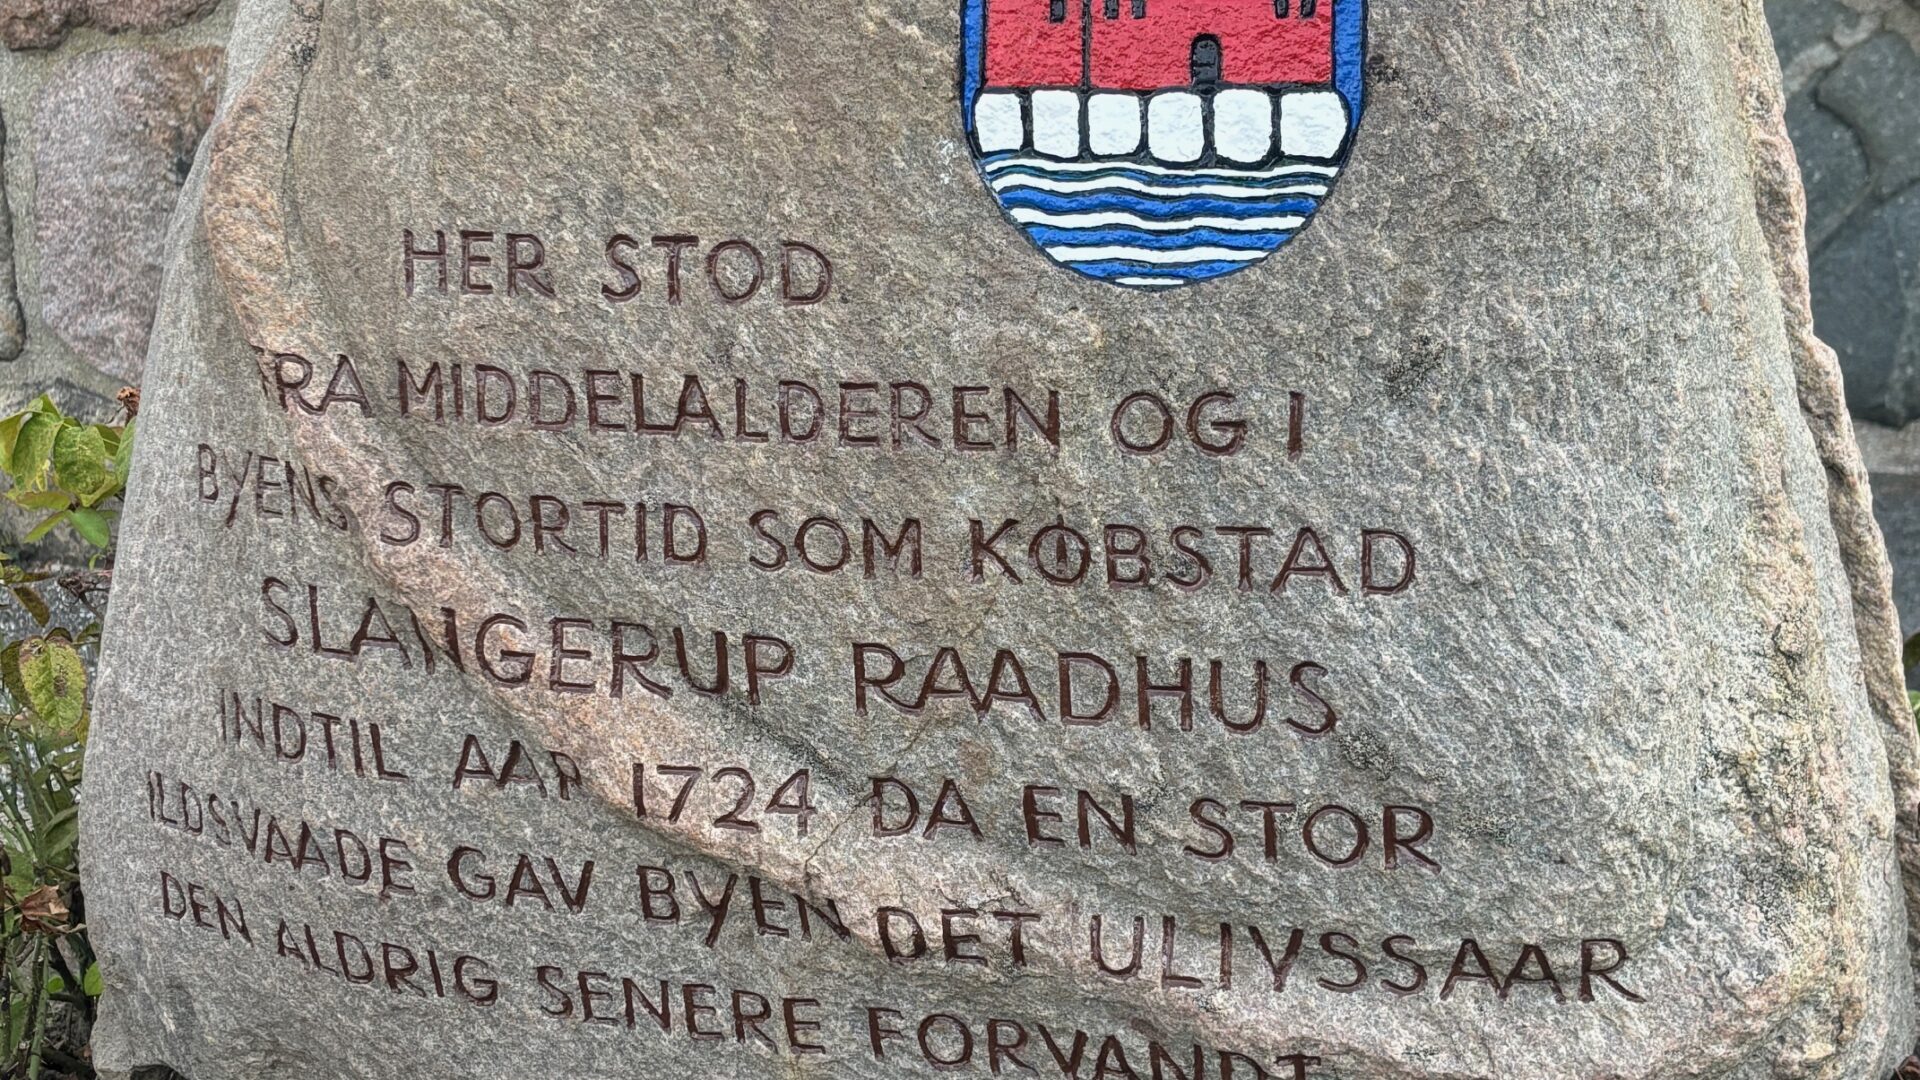 HER STOD
FRA MIDDELALDEREN OG I
BYENS STORTID SOM KØBSTAD
SLANGERUP RAADHUS
INDTIL AAR 1724 DA EN STOR
ILDSVAADE GAV BYEN DET ULIVSSAAR
DEN ALDRIG SENERE FORVANDT